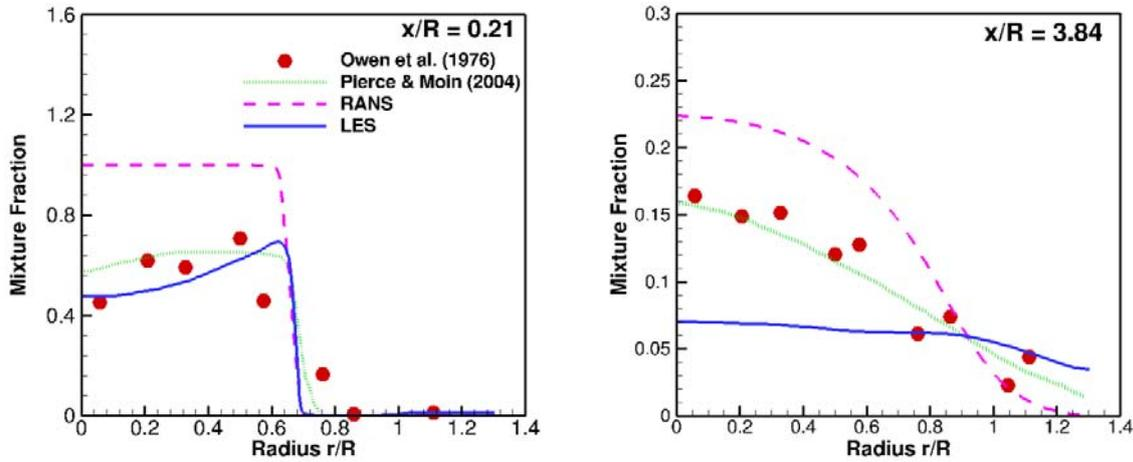 x/R = 0.21
Owen et al. (1976)
Pierce & Moin (2004)
RANS
LES
Mixture Fraction
1.6
1.2
0.8
0.4
0
0 0.2 0.4 0.6 0.8 1 1.2 1.4
Radius r/R
x/R = 3.84
Mixture Fraction
0.3
0.25
0.2
0.15
0.1
0.05
0
0 0.2 0.4 0.6 0.8 1 1.2 1.4
Radius r/R